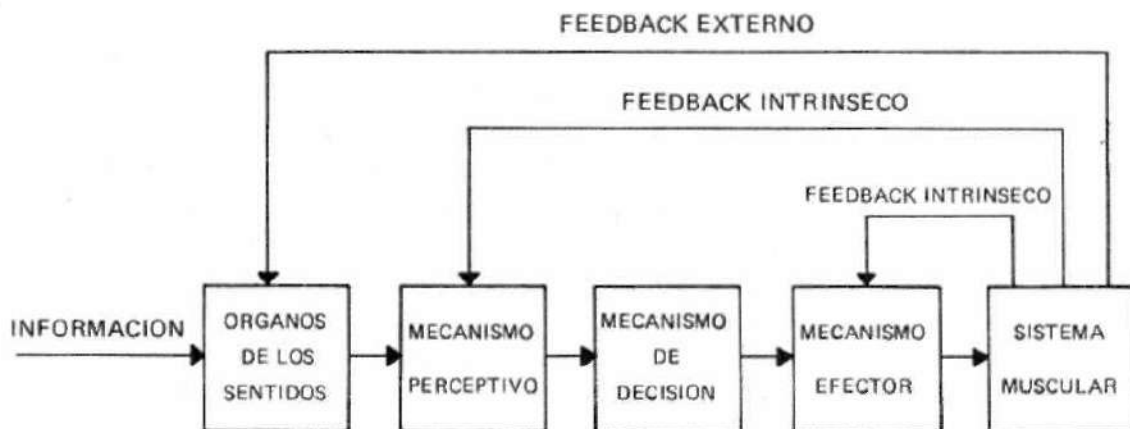 FEEDBACK EXTERNO
FEEDBACK INTRINSECO
FEEDBACK INTRINSECO
INFORMACION
ORGANOS
DE LOS
SENTIDOS
MECANISMO
PERCEPTIVO
MECANISMO
DE
DECISION
MECANISMO
EFECTOR
SISTEMA
MUSCULAR